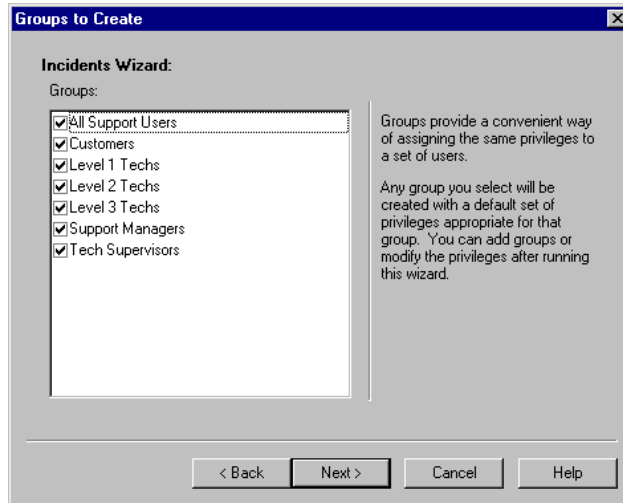 Groups to Create
Incidents Wizard:
Groups:
All Support Users
Customers
Level 1 Techs
Level 2 Techs
Level 3 Techs
Support Managers
Tech Supervisors
Groups provide a convenient way
of assigning the same privileges to
a set of users.
Any group you select will be
created with a default set of
privileges appropriate for that
group. You can add groups or
modify the privileges after running
this wizard.
< Back
Next >
Cancel
Help